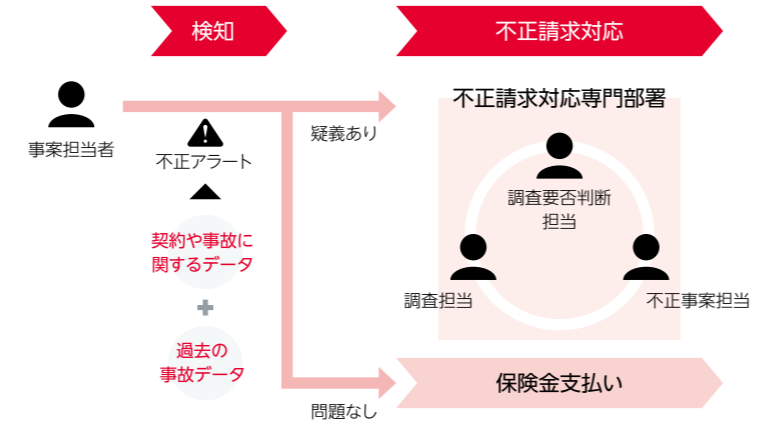 検知
不正請求対応
事案担当者
不正アラート
契約や事故に
関するデータ
+
過去の
事故データ
疑義あり
問題なし
不正請求対応専門部署
調査要否判断
担当
調査担当
不正事案担当
保険金支払い